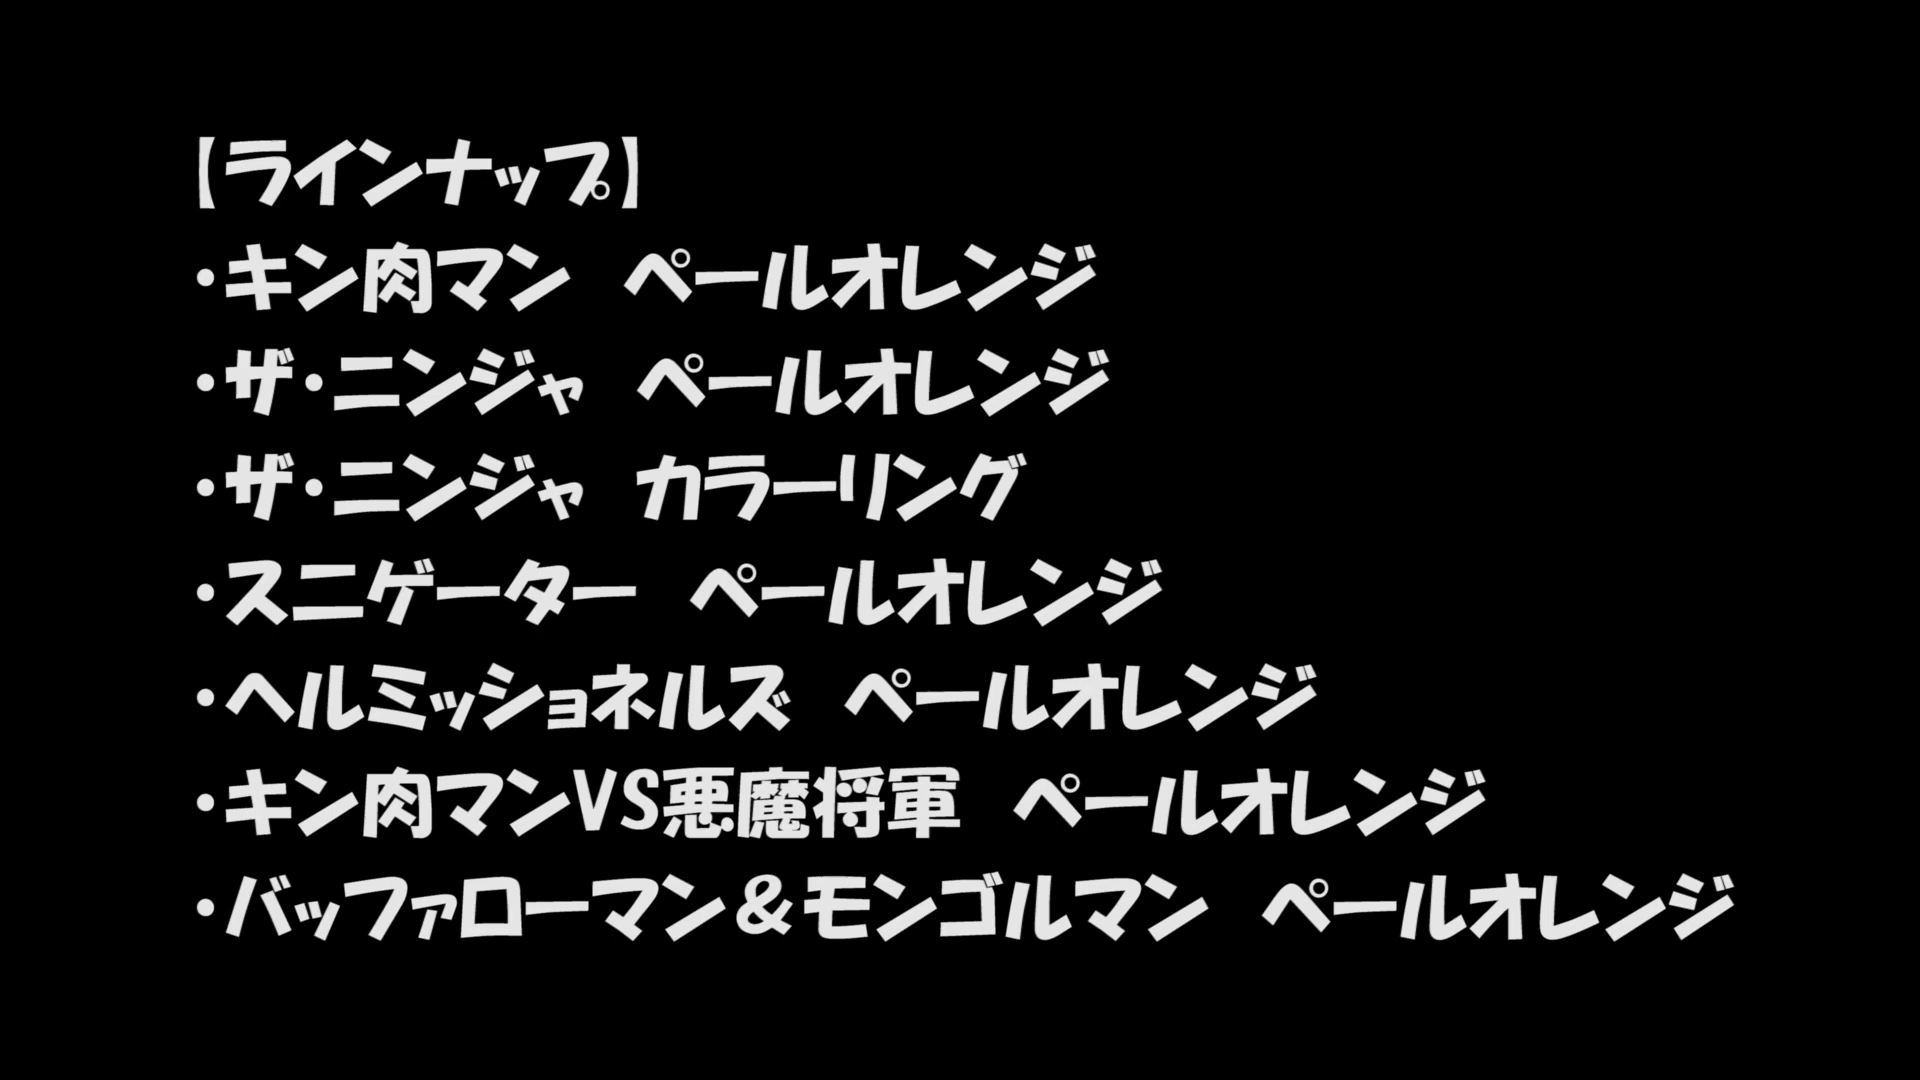 【ラインナップ】
・キン肉マン　ペールオレンジ
・ザ・ニンジャ　ペールオレンジ
・ザ・ニンジャ　カラーリング
・スニゲーター　ペールオレンジ
・ヘルミッショネルズ　ペールオレンジ
・キン肉マンVS悪魔将軍　ペールオレンジ
・バッファローマン＆モンゴルマン　ペールオレンジ